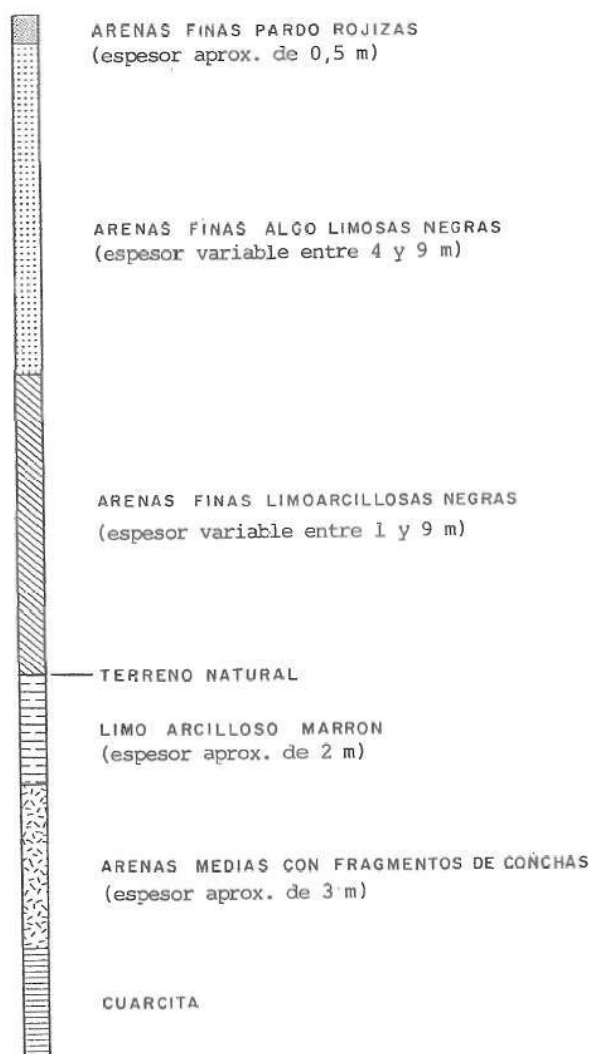 ARENAS FINAS PARDO ROJIZAS
(espesor aprox. de 0,5 m)
ARENAS FINAS ALGO LIMOSAS NEGRAS
(espesor variable entre 4 y 9 m)
ARENAS FINAS LIMOARCILLOSAS NEGRAS
(espesor variable entre 1 y 9 m)
TERRENO NATURAL
LIMO ARCILLOSO MARRON
(espesor aprox. de 2 m)
ARENAS MEDIAS CON FRAGMENTOS DE CONCHAS
(espesor aprox. de 3 m)
CUARCITA